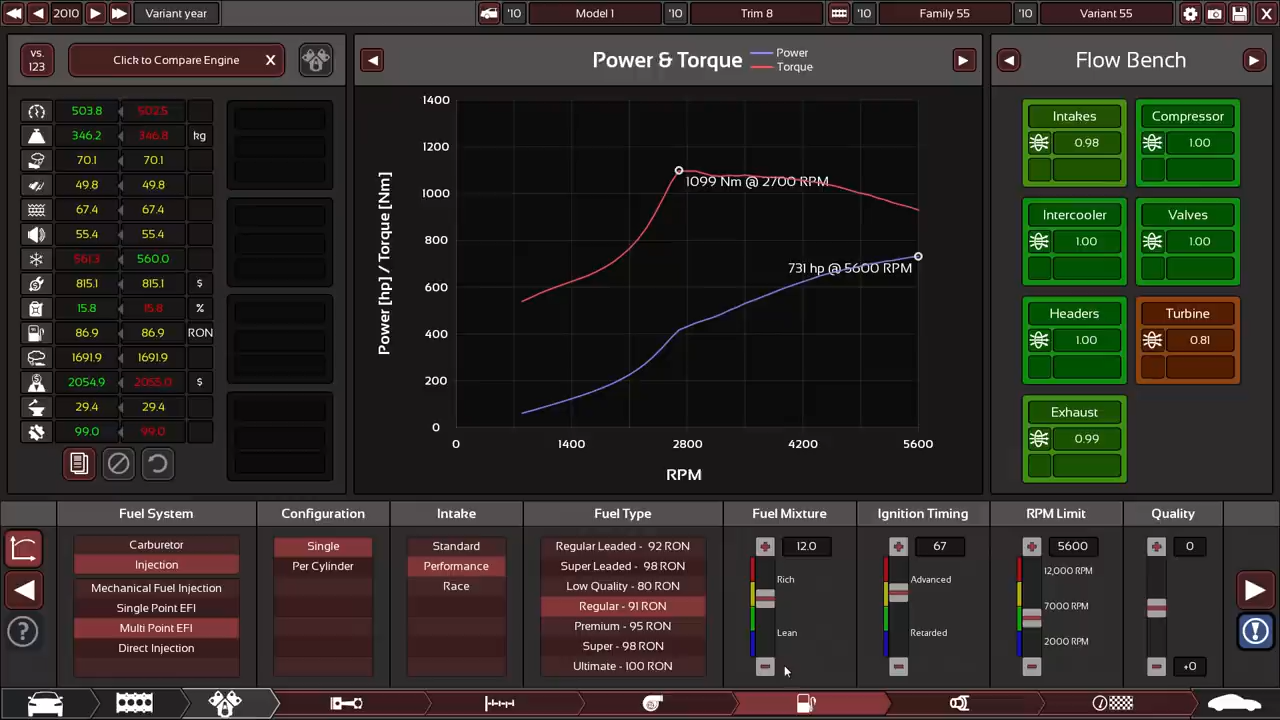 2010 Variant year '10 Model 1 '10 Trim 8 '10 Family 55 '10 Variant 55
vs. 123 Click to Compare Engine X
Power & Torque
Power
Torque
Flow Bench
503.8 502.5
346.2 346.8 kg
70.1 70.1
49.8 49.8
67.4 67.4
55.4 55.4
561.3 560.0
815.1 815.1 $
15.8 15.8 %
86.9 86.9 RON
1691.9 1691.9
2054.9 2055.0 $
29.4 29.4
99.0 99.0
Power [hp] / Torque [Nm]
1400
1200
1000
800
600
400
200
0
1099 Nm @ 2700 RPM
731 hp @ 5600 RPM
0 1400 2800 4200 5600
RPM
Intakes
0.98
Compressor
1.00
Intercooler
1.00
Valves
1.00
Headers
1.00
Turbine
0.81
Exhaust
0.99
Fuel System
Carburetor
Injection
Mechanical Fuel Injection
Single Point EFI
Multi Point EFI
Direct Injection
Configuration
Single
Per Cylinder
Intake
Standard
Performance
Race
Fuel Type
Regular Leaded - 92 RON
Super Leaded - 98 RON
Low Quality - 80 RON
Regular - 91 RON
Premium - 95 RON
Super - 98 RON
Ultimate - 100 RON
Fuel Mixture
12.0
Rich
Lean
Ignition Timing
67
Advanced
Retarded
RPM Limit
5600
12,000 RPM
7000 RPM
2000 RPM
Quality
0
+0